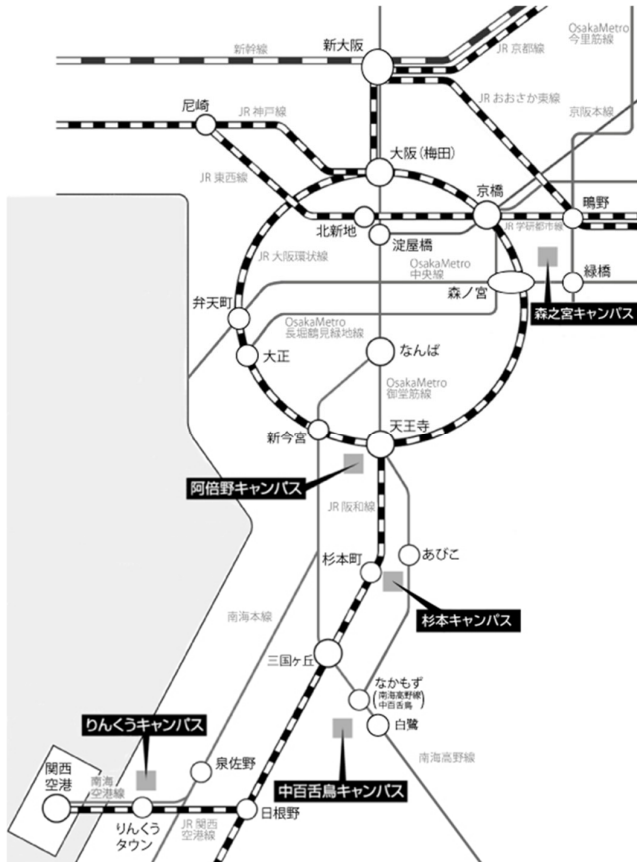 OsakaMetro
今里筋線
新大阪
新幹線
JR 京都線
JR おおさか東線
京阪本線
尼崎
JR 神戸線
大阪(梅田)
JR 東西線
京橋
鴫野
北新地
淀屋橋
JR 学研都市線
JR 大阪環状線
OsakaMetro
中央線
緑橋
森ノ宮
弁天町
森之宮キャンパス
OsakaMetro
長堀鶴見緑地線
大正
なんば
OsakaMetro
御堂筋線
天王寺
新今宮
阿倍野キャンパス
JR 阪和線
あびこ
杉本町
杉本キャンパス
南海本線
三国ヶ丘
なかもず
(南海高野線
中百舌鳥)
白鷺
りんくうキャンパス
南海高野線
関西
空港
泉佐野
南海
空港線
中百舌鳥キャンパス
りんくう
タウン
JR 関西
空港線
日根野